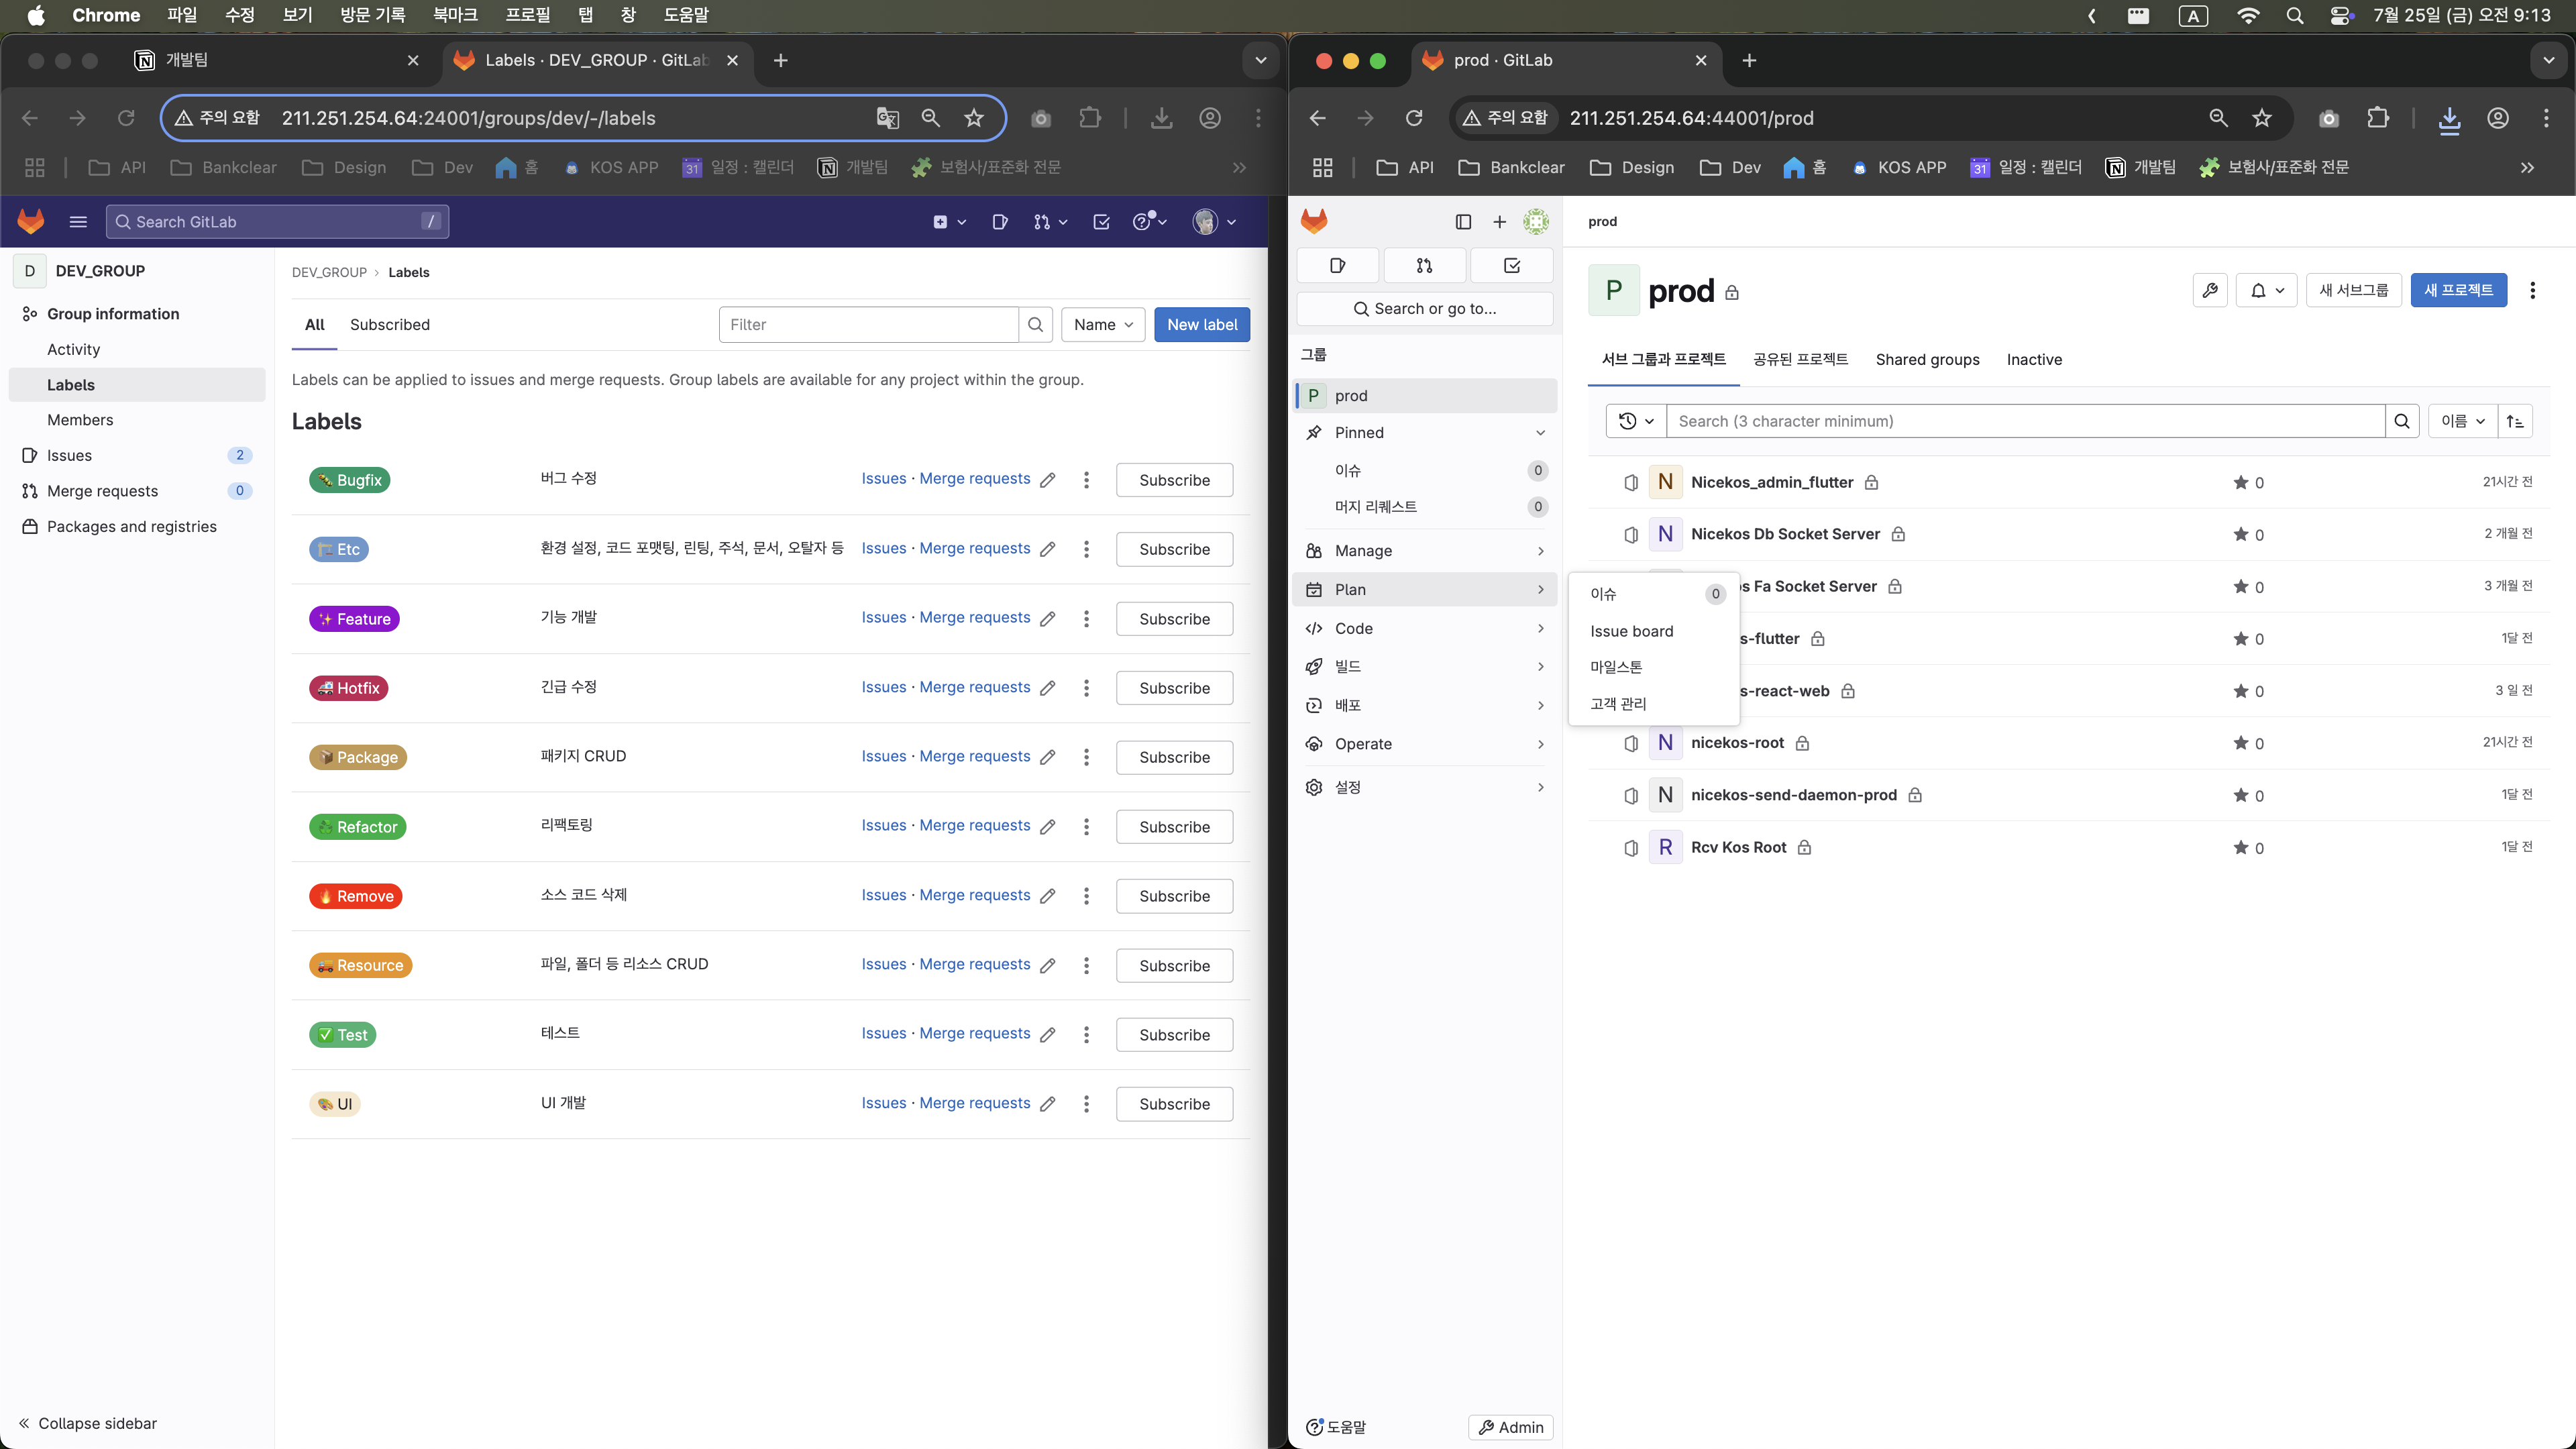 Chrome 파일 수정 보기 방문 기록 북마크 프로필 탭 창 도움말
A 7월 25일 (금) 오전 9:13
개발팀
Labels · DEV_GROUP · GitLab
주의 요함 211.251.254.64:24001/groups/dev/-/labels
API Bankclear Design Dev 홈 KOS APP 31 일정 : 캘린더 개발팀 보험사/표준화 전문
Search GitLab /
D DEV_GROUP
Group information
Activity
Labels
Members
Issues 2
Merge requests 0
Packages and registries
Collapse sidebar
DEV_GROUP › Labels
All Subscribed Filter Name New label
Labels can be applied to issues and merge requests. Group labels are available for any project within the group.
Labels
🐛 Bugfix 버그 수정 Issues · Merge requests Subscribe
🏗️ Etc 환경 설정, 코드 포맷팅, 린팅, 주석, 문서, 오탈자 등 Issues · Merge requests Subscribe
✨ Feature 기능 개발 Issues · Merge requests Subscribe
🚑 Hotfix 긴급 수정 Issues · Merge requests Subscribe
📦 Package 패키지 CRUD Issues · Merge requests Subscribe
♻️ Refactor 리팩토링 Issues · Merge requests Subscribe
🔥 Remove 소스 코드 삭제 Issues · Merge requests Subscribe
🚚 Resource 파일, 폴더 등 리소스 CRUD Issues · Merge requests Subscribe
✅ Test 테스트 Issues · Merge requests Subscribe
🎨 UI UI 개발 Issues · Merge requests Subscribe
prod · GitLab
주의 요함 211.251.254.64:44001/prod
API Bankclear Design Dev 홈 KOS APP 31 일정 : 캘린더 개발팀 보험사/표준화 전문
Search or go to...
그룹
P prod
Pinned
이슈 0
머지 리퀘스트 0
Manage
Plan
Code
빌드
배포
Operate
설정
도움말 Admin
이슈 0
Issue board
마일스톤
고객 관리
prod
P prod 새 서브그룹 새 프로젝트
서브 그룹과 프로젝트 공유된 프로젝트 Shared groups Inactive
Search (3 character minimum) 이름
N Nicekos_admin_flutter 0 21시간 전
N Nicekos Db Socket Server 0 2 개월 전
s Fa Socket Server 0 3 개월 전
s-flutter 0 1달 전
s-react-web 0 3 일 전
N nicekos-root 0 21시간 전
N nicekos-send-daemon-prod 0 1달 전
R Rcv Kos Root 0 1달 전